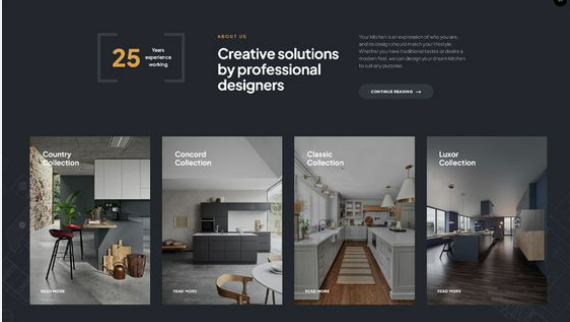 25
Years
experience
working
ABOUT US
Creative solutions
by professional
designers
Your kitchen is an expression of who you are,
and its design should match your lifestyle.
Whether you have traditional tastes or desire a
modern feel, we can design your dream kitchen
to suit any purpose.
CONTINUE READING →
Country
Collection
READ MORE
Concord
Collection
READ MORE
Classic
Collection
READ MORE
Luxor
Collection
READ MORE